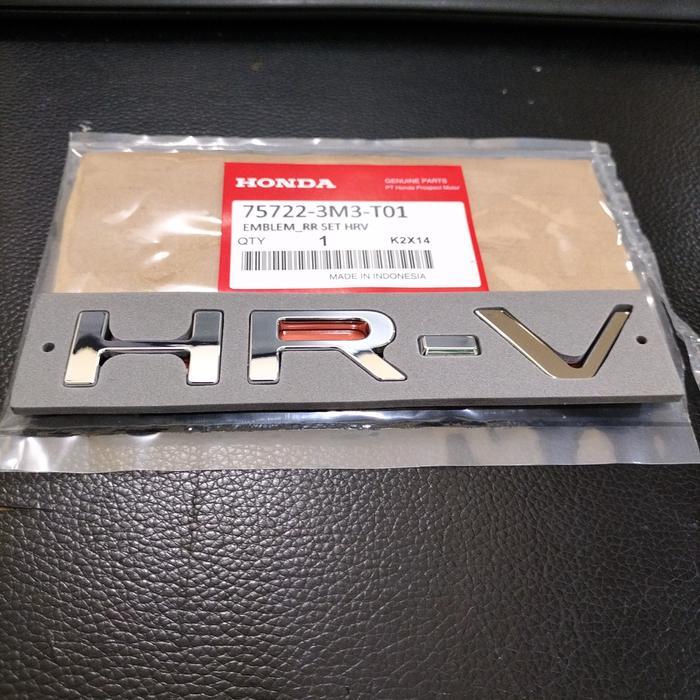 HONDA
GENUINE PARTS
PT Honda Prospect Motor
75722-3M3-T01
EMBLEM_RR SET HRV
QTY 1 K2X14
MADE IN INDONESIA
HR-V